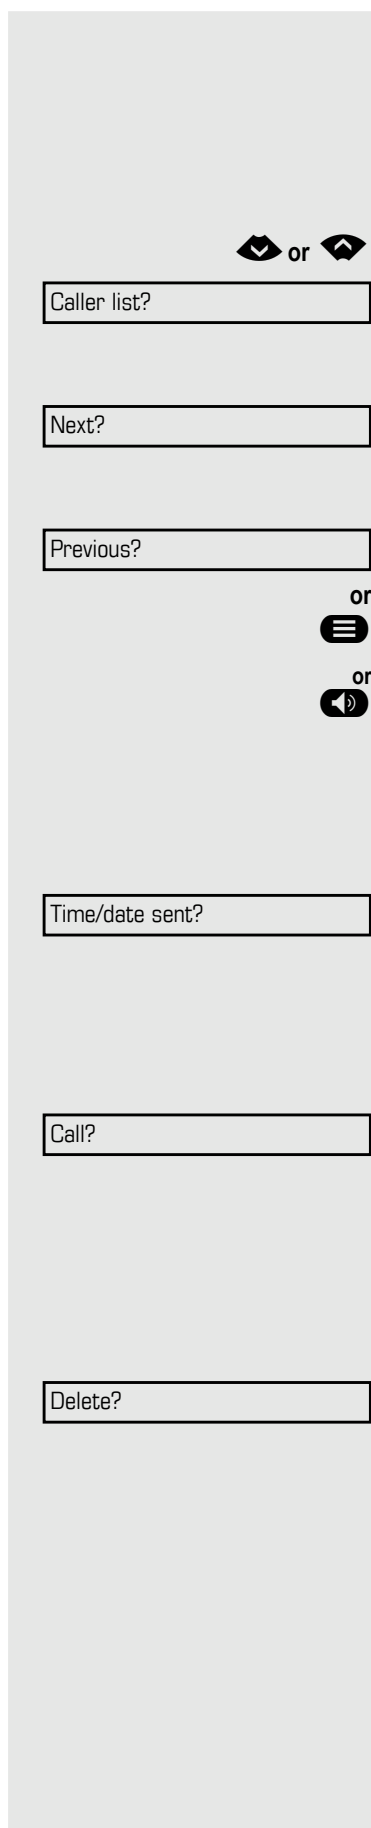 or
Caller list?
Next?
Previous?
or
or
Time/date sent?
Call?
Delete?